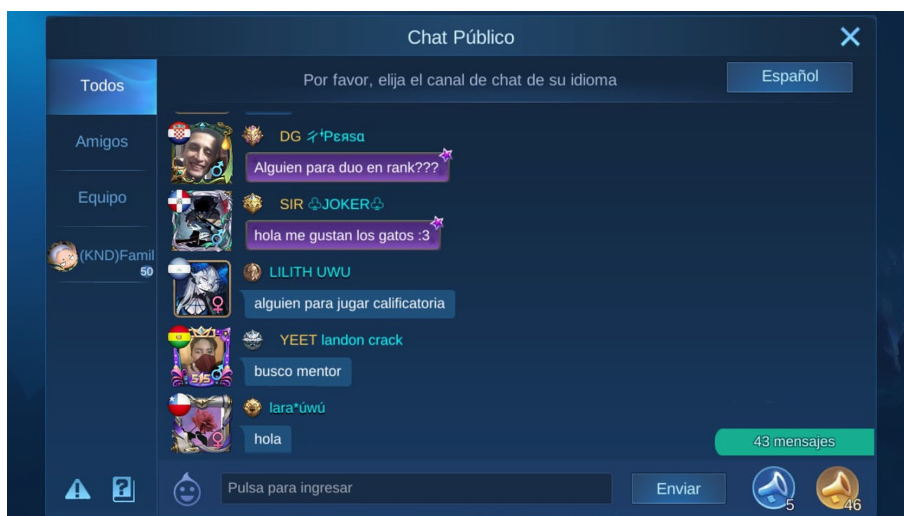 Chat Público
Todos
Por favor, elija el canal de chat de su idioma
Español
Amigos
Equipo
(KND)Famil
50
DG ㄔꜝPεяsɑ
Alguien para duo en rank???
SIR ♧JOKER♧
hola me gustan los gatos :3
LILITH UWU
alguien para jugar calificatoria
YEET landon crack
515
busco mentor
lara*úwú
hola
43 mensajes
Pulsa para ingresar
Enviar
5
46